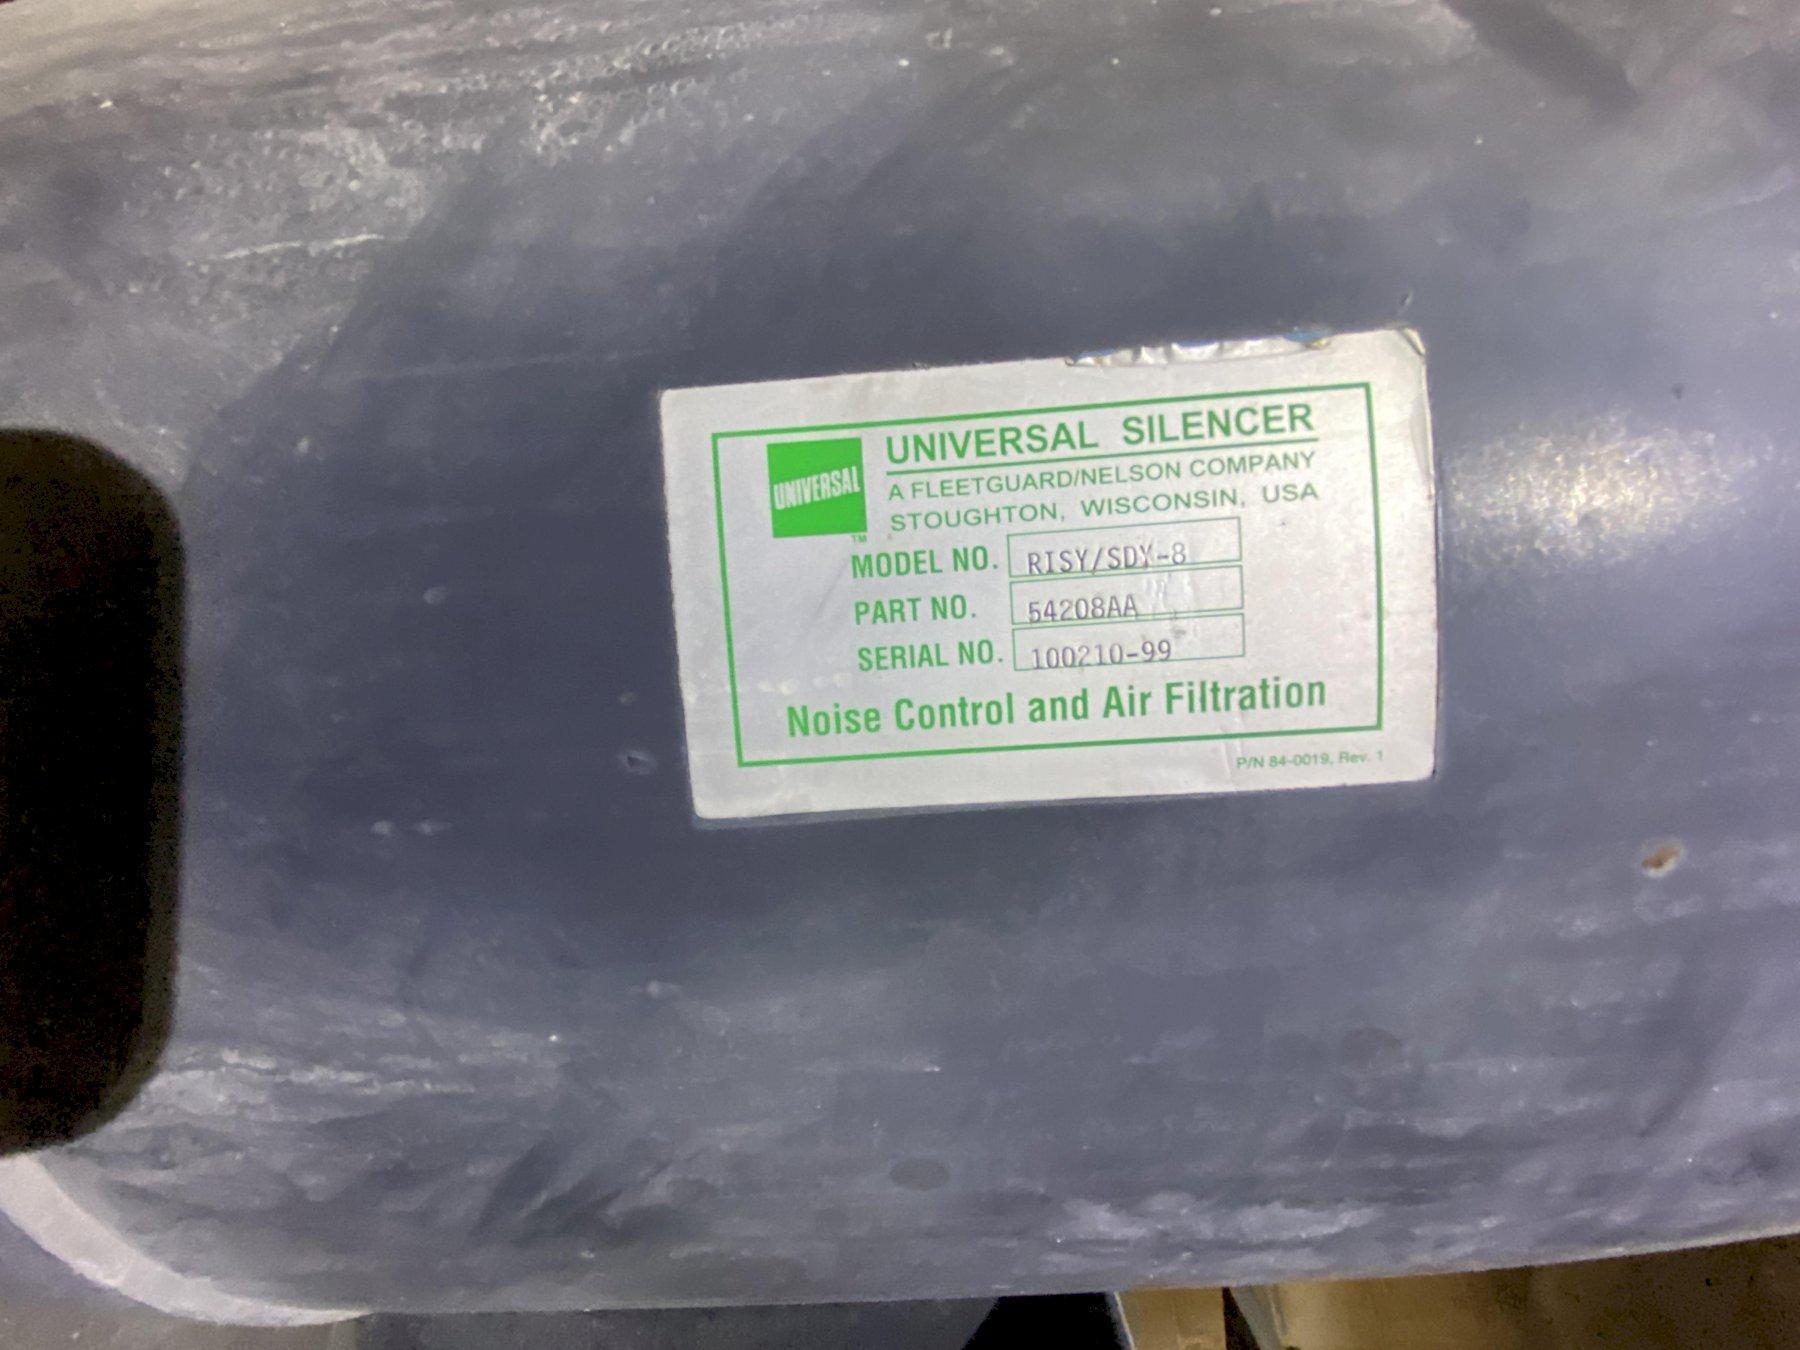 UNIVERSAL
TM
UNIVERSAL SILENCER
A FLEETGUARD/NELSON COMPANY
STOUGHTON, WISCONSIN, USA
MODEL NO. RISY/SDY-8
PART NO. 54208AA
SERIAL NO. 100210-99
Noise Control and Air Filtration
P/N 84-0019, Rev. 1